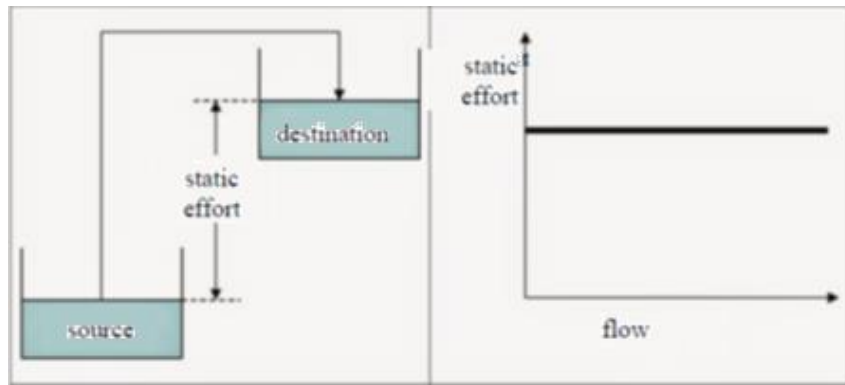 destination
static
effort
source
static
effort
flow